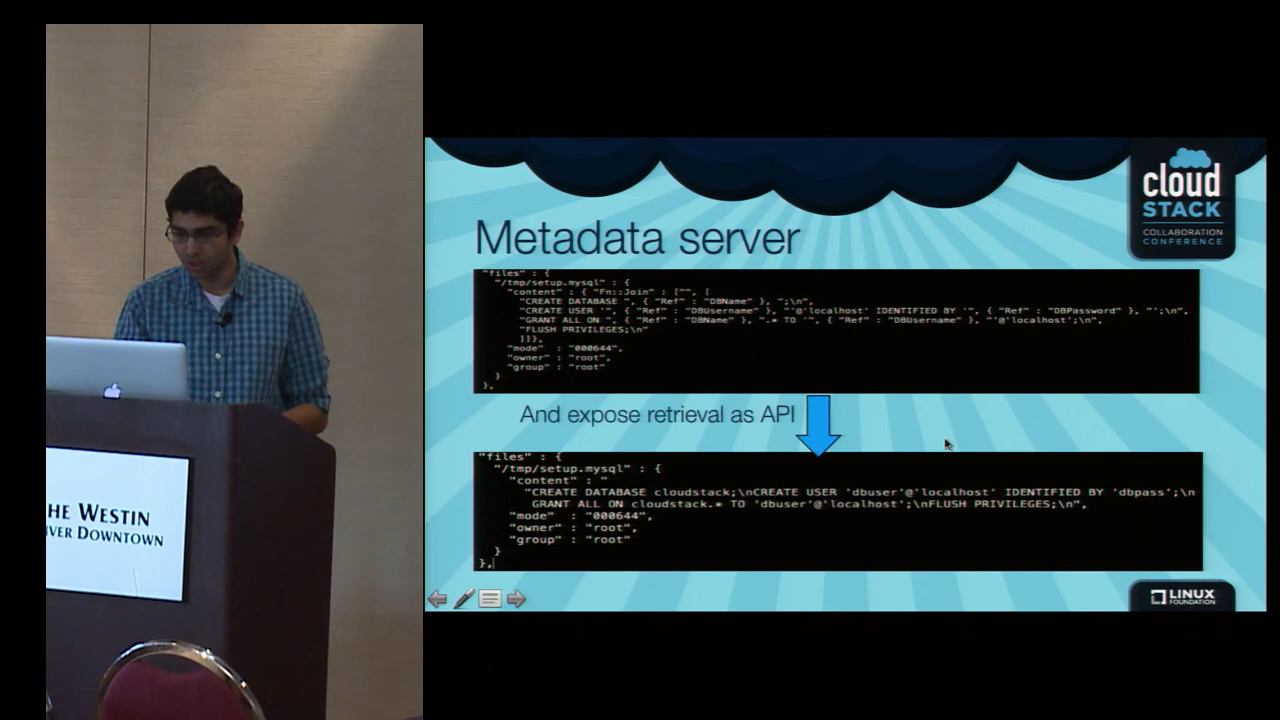 cloud
STACK
COLLABORATION
CONFERENCE
Metadata server
"files" : {
"/tmp/setup.mysql" : {
"content" : { "Fn::Join" : ["", [
"CREATE DATABASE ", { "Ref" : "DBName" }, ";\n",
"CREATE USER '", { "Ref" : "DBUsername" }, "'@'localhost' IDENTIFIED BY '", { "Ref" : "DBPassword" }, "';\n",
"GRANT ALL ON ", { "Ref" : "DBName" }, ".* TO '", { "Ref" : "DBUsername" }, "'@'localhost';\n",
"FLUSH PRIVILEGES;\n"
]]},
"mode" : "000644",
"owner" : "root",
"group" : "root"
}
},
And expose retrieval as API
"files" : {
"/tmp/setup.mysql" : {
"content" : "
"CREATE DATABASE cloudstack;\nCREATE USER 'dbuser'@'localhost' IDENTIFIED BY 'dbpass';\n
GRANT ALL ON cloudstack.* TO 'dbuser'@'localhost';\nFLUSH PRIVILEGES;\n",
"mode" : "000644",
"owner" : "root",
"group" : "root"
}
},
LINUX
FOUNDATION
HE WESTIN
VER DOWNTOWN